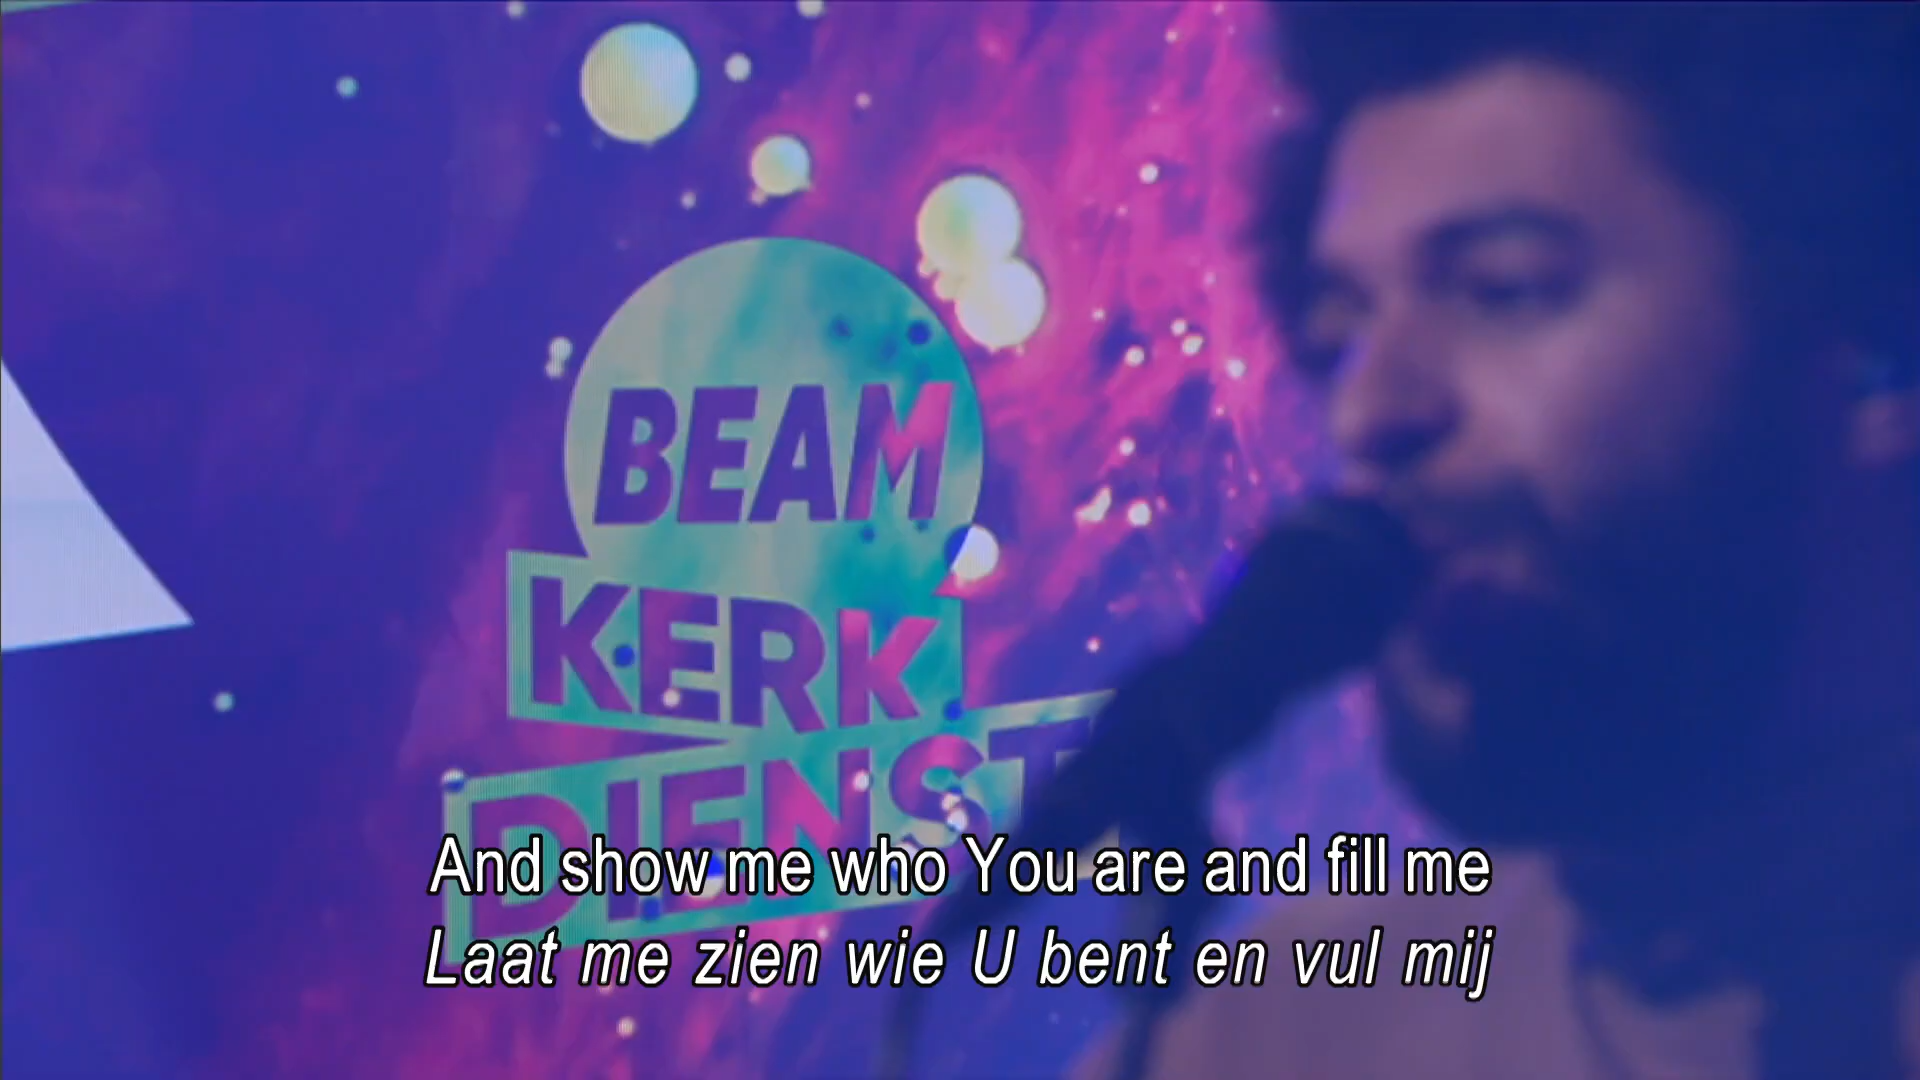 BEAM
KERK
DIENST
And show me who You are and fill me
Laat me zien wie U bent en vul mij